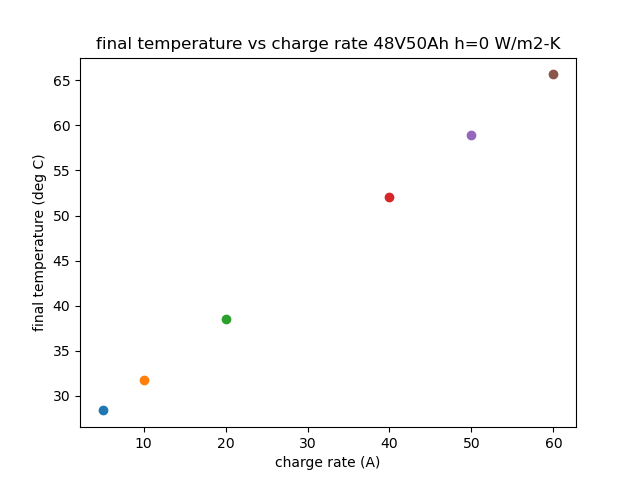 final temperature vs charge rate 48V50Ah h=0 W/m2-K
65
60
55
50
45
40
35
30
final temperature (deg C)
10 20 30 40 50 60
charge rate (A)